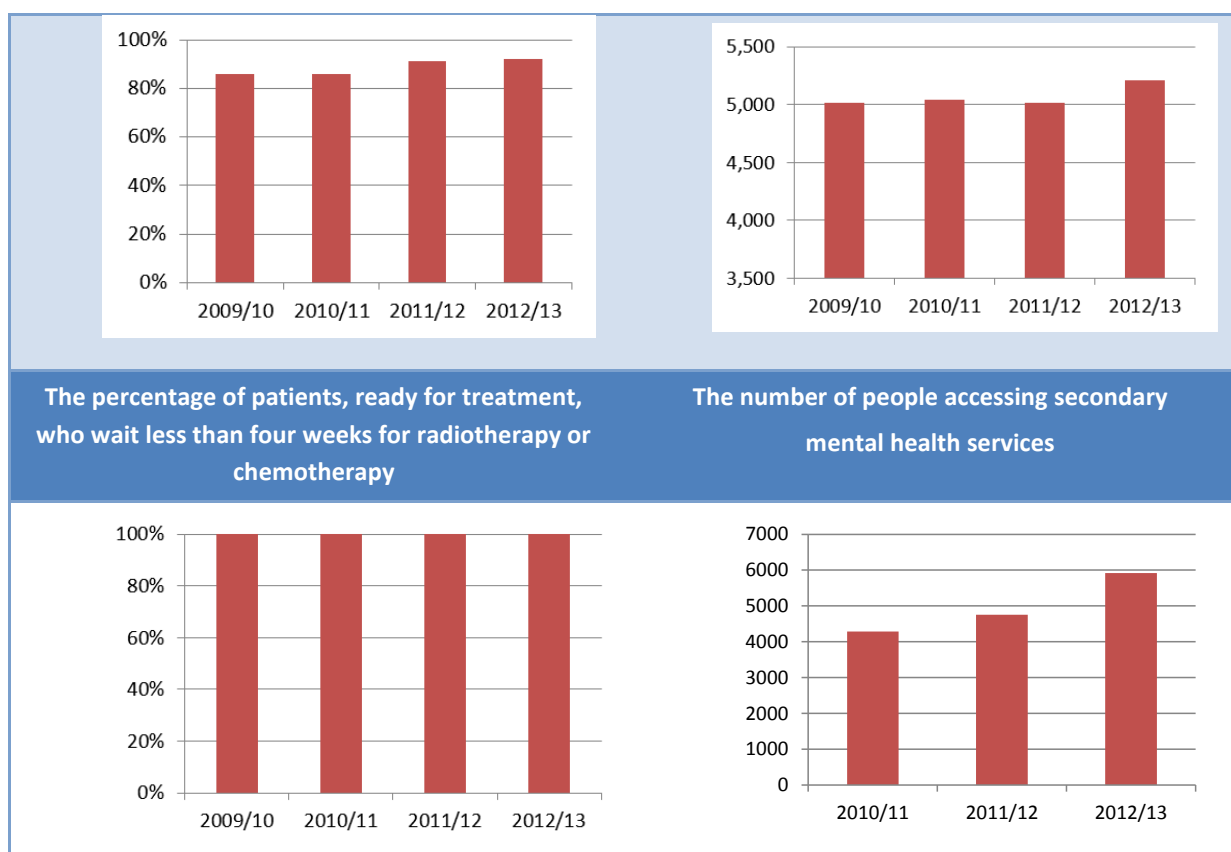 100%
80%
60%
40%
20%
0%
2009/10 2010/11 2011/12 2012/13
5,500
5,000
4,500
4,000
3,500
2009/10 2010/11 2011/12 2012/13
The percentage of patients, ready for treatment,
who wait less than four weeks for radiotherapy or
chemotherapy
The number of people accessing secondary
mental health services
100%
80%
60%
40%
20%
0%
2009/10 2010/11 2011/12 2012/13
7000
6000
5000
4000
3000
2000
1000
0
2010/11 2011/12 2012/13